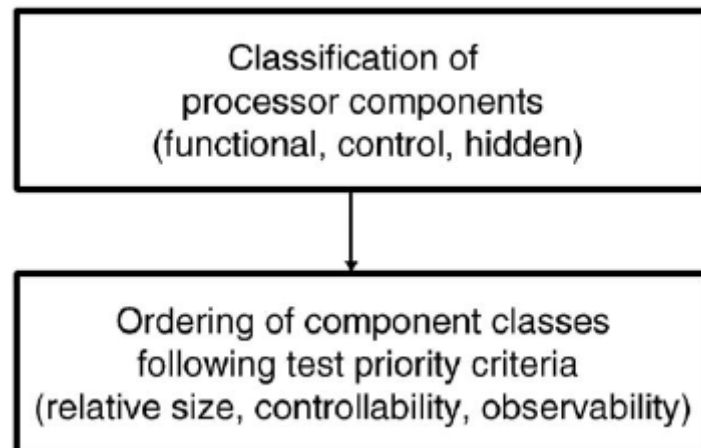 Classification of
processor components
(functional, control, hidden)
Ordering of component classes
following test priority criteria
(relative size, controllability, observability)